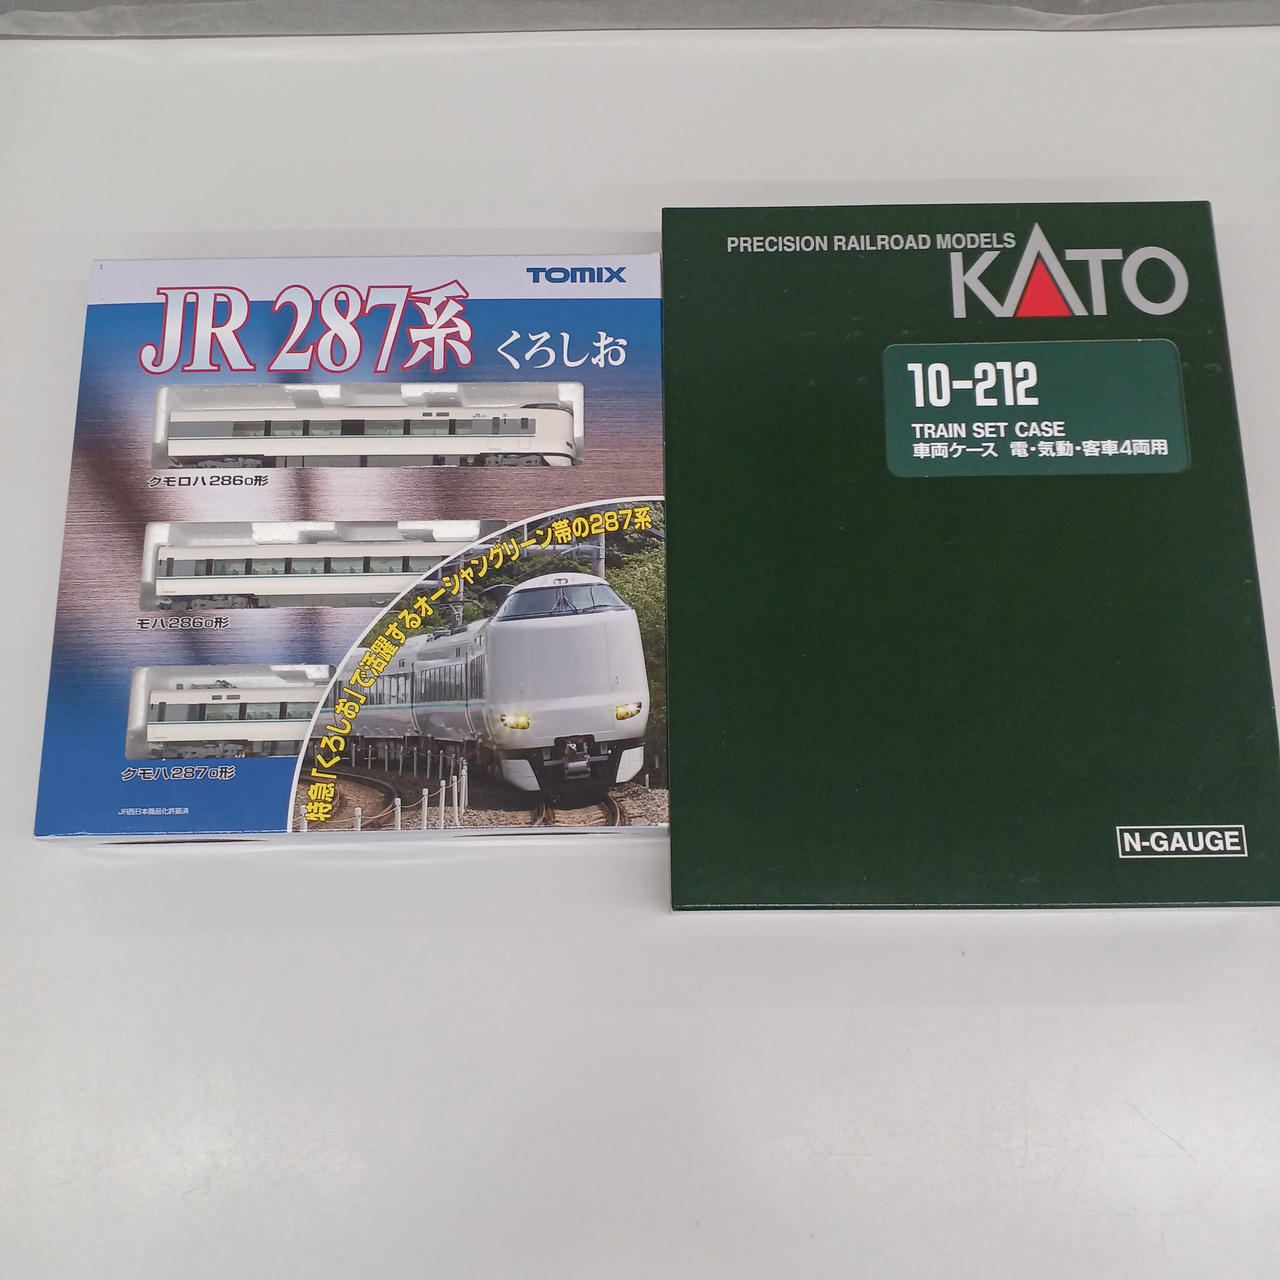 TOMIX
JR 287系 くろしお
クモロハ286₀形
モハ286₀形
クモハ287₀形
特急「くろしお」で活躍するオーシャングリーン帯の287系
JR西日本商品化許諾済
PRECISION RAILROAD MODELS
KATO
10-212
TRAIN SET CASE
車両ケース 電・気動・客車4両用
N-GAUGE